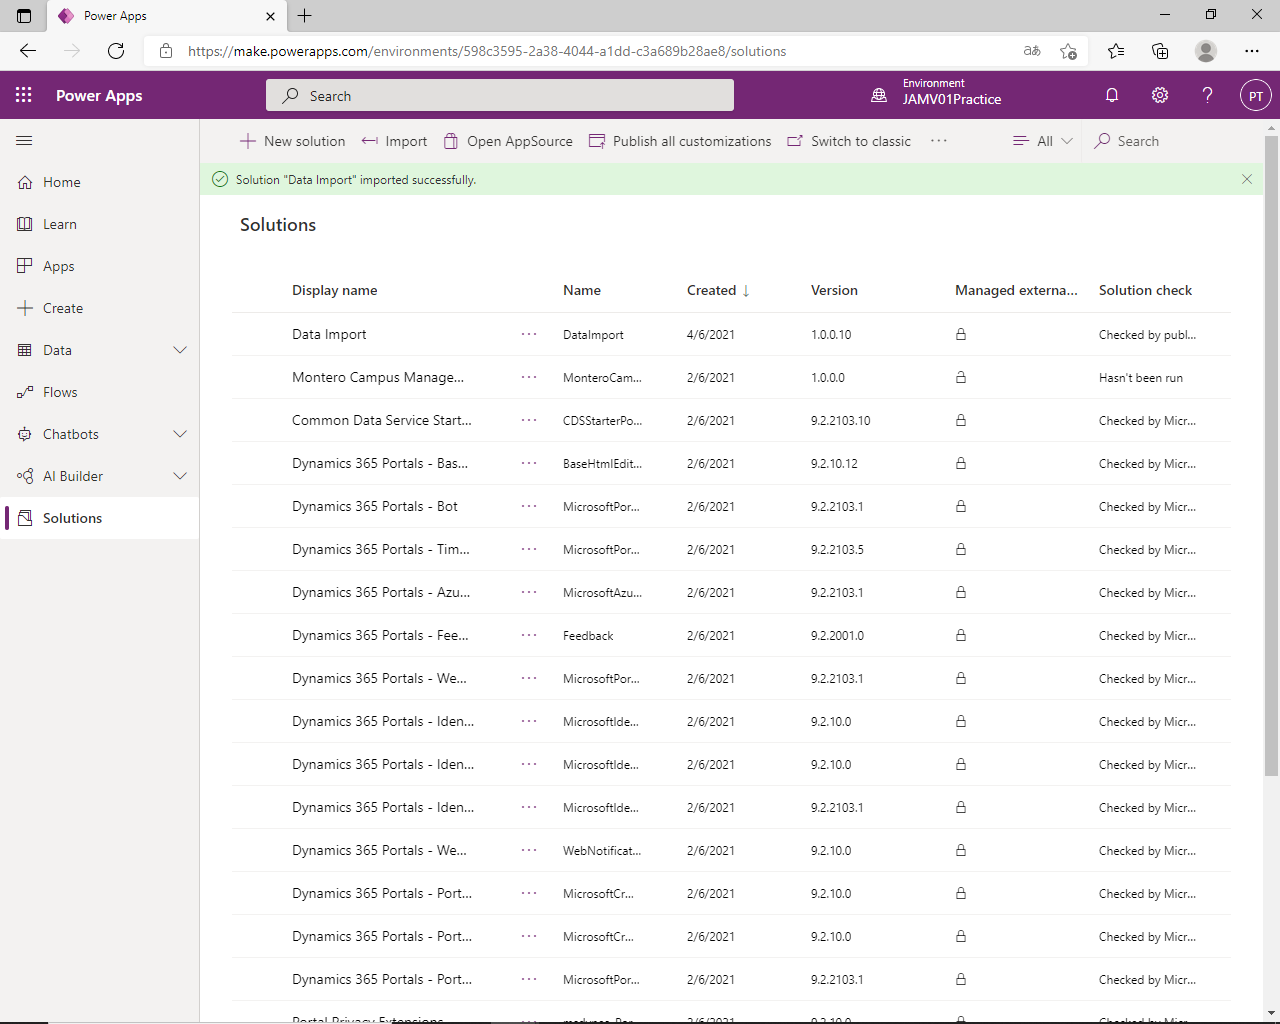 Power Apps
https://make.powerapps.com/environments/598c3595-2a38-4044-a1dd-c3a689b28ae8/solutions
Power Apps
Search
Environment
JAMV01Practice
PT
New solution
Import
Open AppSource
Publish all customizations
Switch to classic
All
Search
Home
Learn
Apps
Create
Data
Flows
Chatbots
AI Builder
Solutions
Solution "Data Import" imported successfully.
Solutions
Display name Name Created Version Managed externa... Solution check
Data Import DataImport 4/6/2021 1.0.0.10 Checked by publ...
Montero Campus Manage... MonteroCam... 2/6/2021 1.0.0.0 Hasn't been run
Common Data Service Start... CDSStarterPo... 2/6/2021 9.2.2103.10 Checked by Micr...
Dynamics 365 Portals - Bas... BaseHtmlEdit... 2/6/2021 9.2.10.12 Checked by Micr...
Dynamics 365 Portals - Bot MicrosoftPor... 2/6/2021 9.2.2103.1 Checked by Micr...
Dynamics 365 Portals - Tim... MicrosoftPor... 2/6/2021 9.2.2103.5 Checked by Micr...
Dynamics 365 Portals - Azu... MicrosoftAzu... 2/6/2021 9.2.2103.1 Checked by Micr...
Dynamics 365 Portals - Fee... Feedback 2/6/2021 9.2.2001.0 Checked by Micr...
Dynamics 365 Portals - We... MicrosoftPor... 2/6/2021 9.2.2103.1 Checked by Micr...
Dynamics 365 Portals - Iden... MicrosoftIde... 2/6/2021 9.2.10.0 Checked by Micr...
Dynamics 365 Portals - Iden... MicrosoftIde... 2/6/2021 9.2.10.0 Checked by Micr...
Dynamics 365 Portals - Iden... MicrosoftIde... 2/6/2021 9.2.2103.1 Checked by Micr...
Dynamics 365 Portals - We... WebNotificat... 2/6/2021 9.2.10.0 Checked by Micr...
Dynamics 365 Portals - Port... MicrosoftCr... 2/6/2021 9.2.10.0 Checked by Micr...
Dynamics 365 Portals - Port... MicrosoftCr... 2/6/2021 9.2.10.0 Checked by Micr...
Dynamics 365 Portals - Port... MicrosoftPor... 2/6/2021 9.2.2103.1 Checked by Micr...
Portal Privacy Extensions 2/6/2021 9.2.10.0 Checked by Micr...